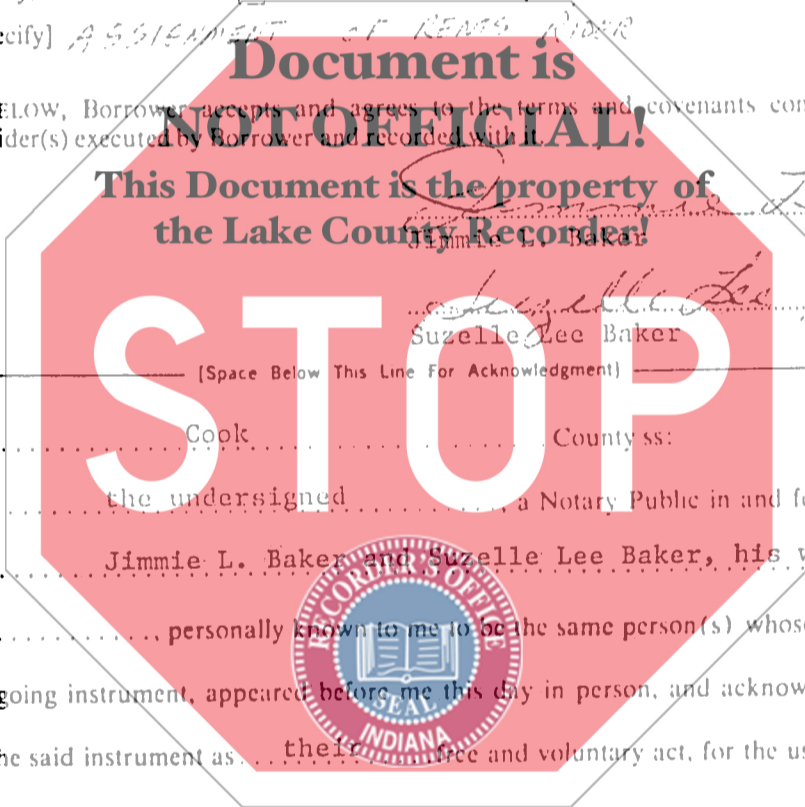 ecify] ASSIGNMENT OF RENTS RIDER
Document is
ELOW, Borrower accepts and agrees to the terms and covenants con
NOT OFFICIAL!
ider(s) executed by Borrower and recorded with it.
This Document is the property of
the Lake County Recorder!
Jimmie L. Baker
Suzelle Lee
Suzelle Lee Baker
[Space Below This Line For Acknowledgment]
STOP
Cook County ss:
the undersigned , a Notary Public in and fo
Jimmie L. Baker and Suzelle Lee Baker, his w
RECORDER'S OFFICE
, personally known to me to be the same person(s) whose
going instrument, appeared before me this day in person, and acknow
SEAL
INDIANA
he said instrument as their free and voluntary act, for the us